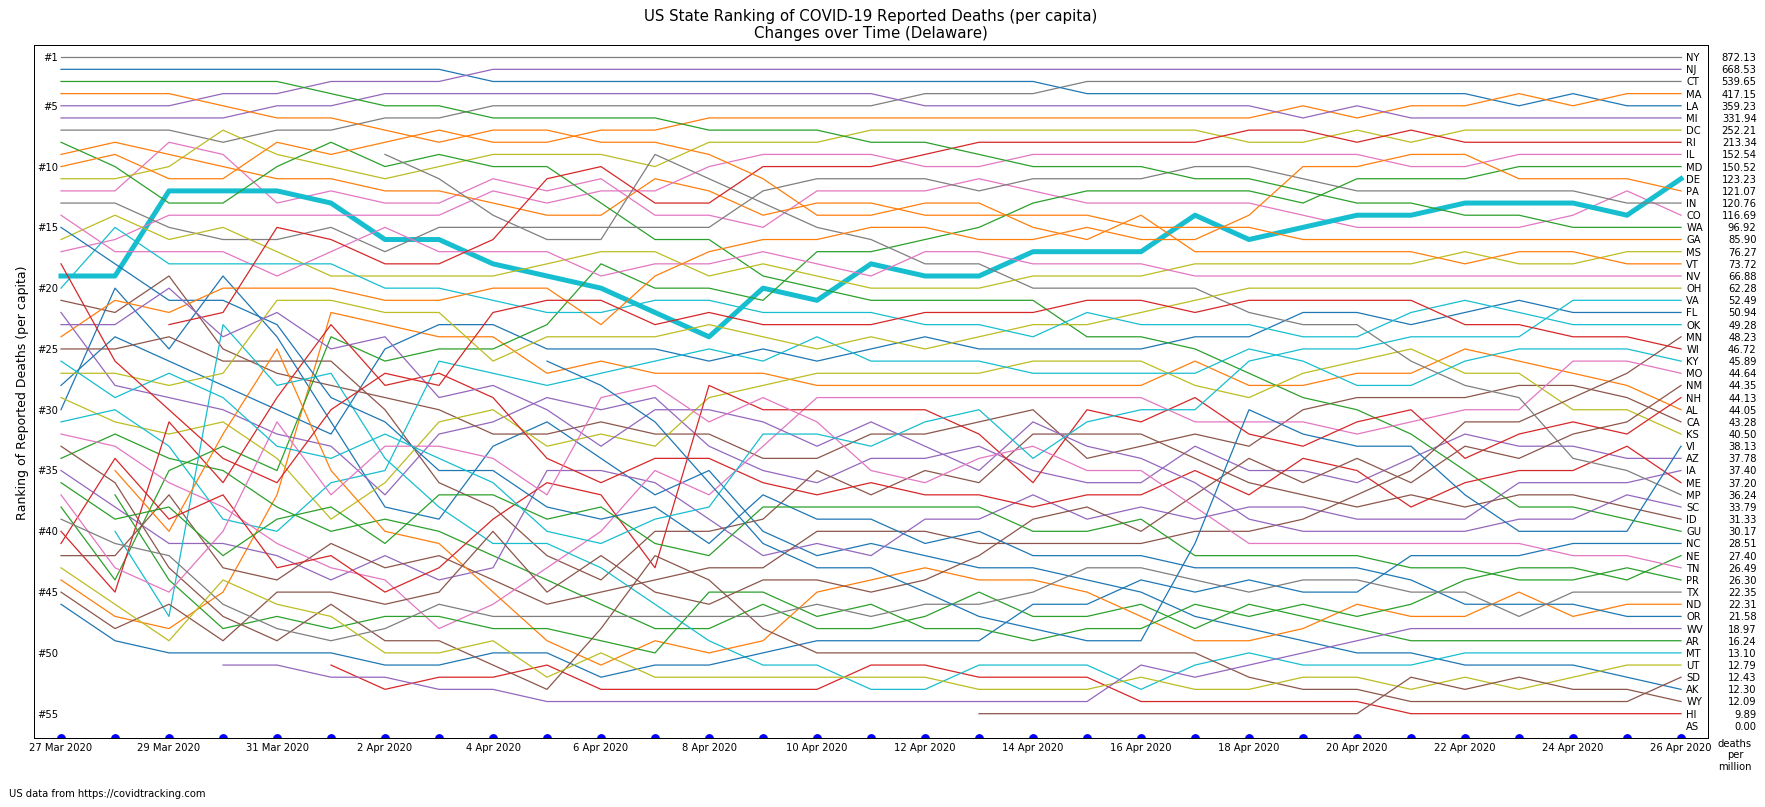 US State Ranking of COVID-19 Reported Deaths (per capita)
Changes over Time (Delaware)
Ranking of Reported Deaths (per capita)
#1
#5
#10
#15
#20
#25
#30
#35
#40
#45
#50
#55
NY 872.13
NJ 668.53
CT 539.65
MA 417.15
LA 359.23
MI 331.94
DC 252.21
RI 213.34
IL 152.54
MD 150.52
DE 123.23
PA 121.07
IN 120.76
CO 116.69
WA 96.92
GA 85.90
MS 76.27
VT 73.72
NV 66.88
OH 62.28
VA 52.49
FL 50.94
OK 49.28
MN 48.23
WI 46.72
KY 45.89
MO 44.64
NM 44.35
NH 44.13
AL 44.05
CA 43.28
KS 40.50
VI 38.13
AZ 37.78
IA 37.40
ME 37.20
MP 36.24
SC 33.79
ID 31.33
GU 30.17
NC 28.51
NE 27.40
TN 26.49
PR 26.30
TX 22.35
ND 22.31
OR 21.58
WV 18.97
AR 16.24
MT 13.10
UT 12.79
SD 12.43
AK 12.30
WY 12.09
HI 9.89
AS 0.00
27 Mar 2020 29 Mar 2020 31 Mar 2020 2 Apr 2020 4 Apr 2020 6 Apr 2020 8 Apr 2020 10 Apr 2020 12 Apr 2020 14 Apr 2020 16 Apr 2020 18 Apr 2020 20 Apr 2020 22 Apr 2020 24 Apr 2020 26 Apr 2020
deaths
per
million
US data from https://covidtracking.com